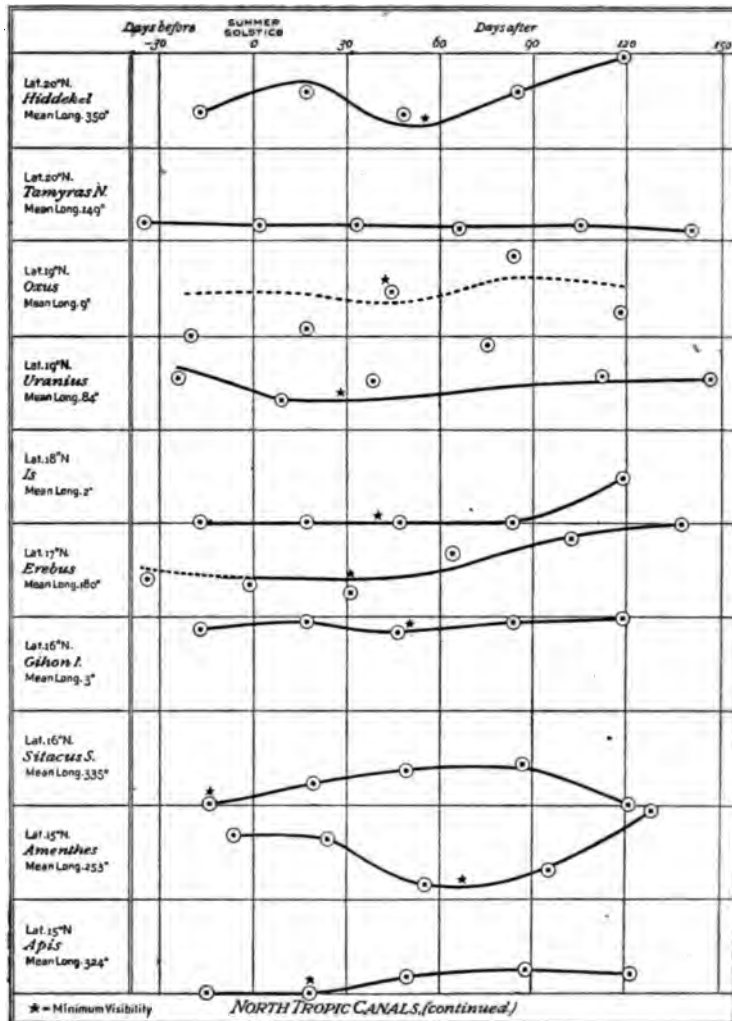 Days before SUMMER SOLSTICE Days after
-30 0 30 60 90 120 150
Lat.20°N.
Hiddekel
Mean Long.350°
Lat.20°N.
Tamyras N.
Mean Long.149°
Lat.19°N.
Oxus
Mean Long.9°
Lat.19°N.
Uranius
Mean Long.84°
Lat.18°N
Is
Mean Long.2°
Lat.17°N.
Erebus
Mean Long.180°
Lat.16°N.
Gihon I.
Mean Long.3°
Lat.16°N.
Sitacus S.
Mean Long.335°
Lat.15°N.
Amenthes
Mean Long.253°
Lat.15°N
Apis
Mean Long.324°
★=Minimum Visibility NORTH TROPIC CANALS,(continued)